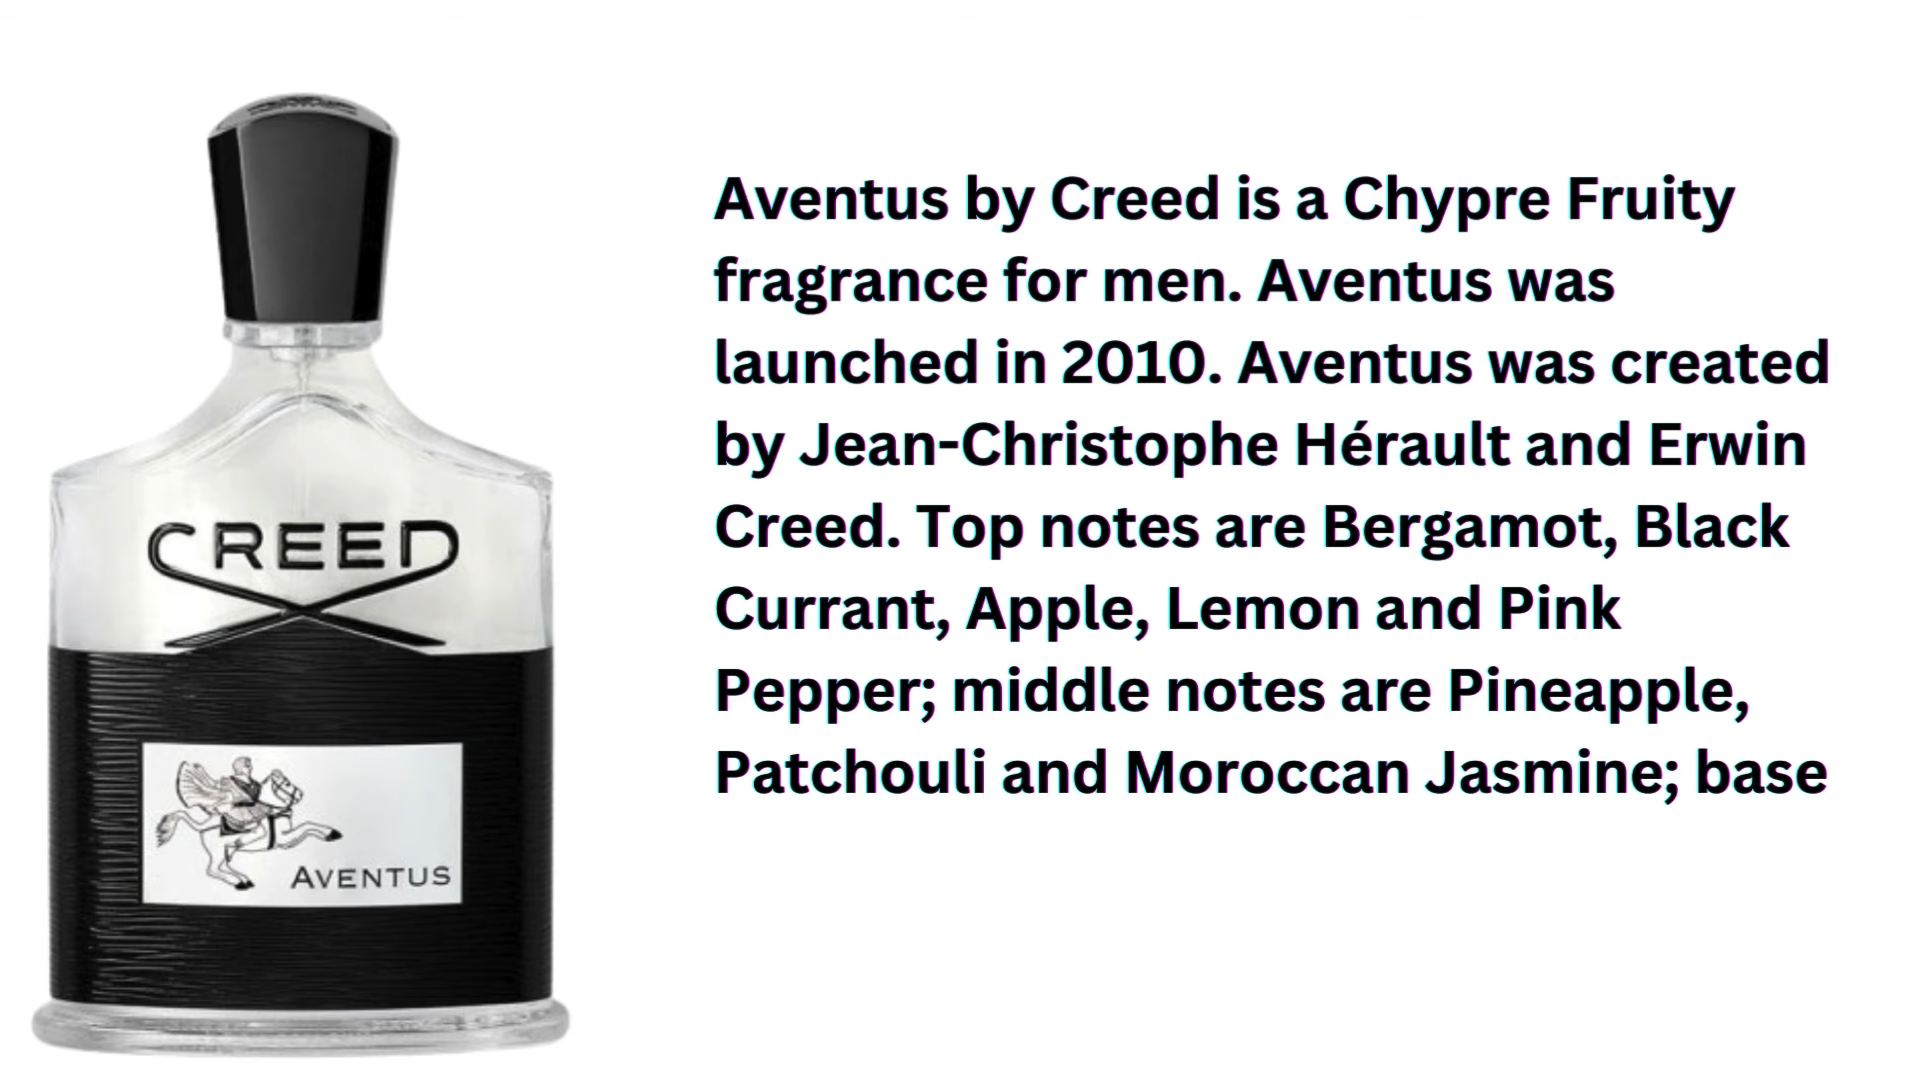 CREED
AVENTUS
Aventus by Creed is a Chypre Fruity
fragrance for men. Aventus was
launched in 2010. Aventus was created
by Jean-Christophe Hérault and Erwin
Creed. Top notes are Bergamot, Black
Currant, Apple, Lemon and Pink
Pepper; middle notes are Pineapple,
Patchouli and Moroccan Jasmine; base